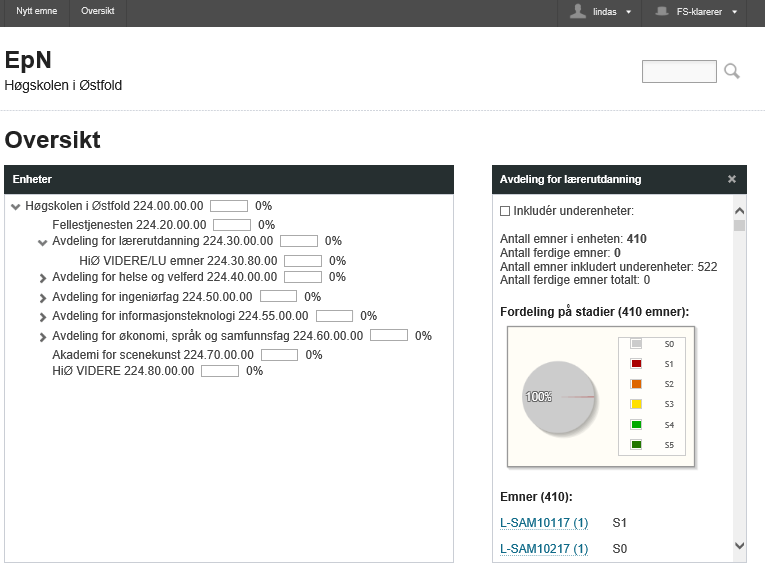 Nytt emne Oversikt lindas FS-klarerer
EpN
Høgskolen i Østfold
Oversikt
Enheter
Høgskolen i Østfold 224.00.00.00 0%
Fellestjenesten 224.20.00.00 0%
Avdeling for lærerutdanning 224.30.00.00 0%
HiØ VIDERE/LU emner 224.30.80.00 0%
Avdeling for helse og velferd 224.40.00.00 0%
Avdeling for ingeniørfag 224.50.00.00 0%
Avdeling for informasjonsteknologi 224.55.00.00 0%
Avdeling for økonomi, språk og samfunnsfag 224.60.00.00 0%
Akademi for scenekunst 224.70.00.00 0%
HiØ VIDERE 224.80.00.00 0%
Avdeling for lærerutdanning
Inkludér underenheter:
Antall emner i enheten: 410
Antall ferdige emner: 0
Antall emner inkludert underenheter: 522
Antall ferdige emner totalt: 0
Fordeling på stadier (410 emner):
100%
S0
S1
S2
S3
S4
S5
Emner (410):
L-SAM10117 (1) S1
L-SAM10217 (1) S0